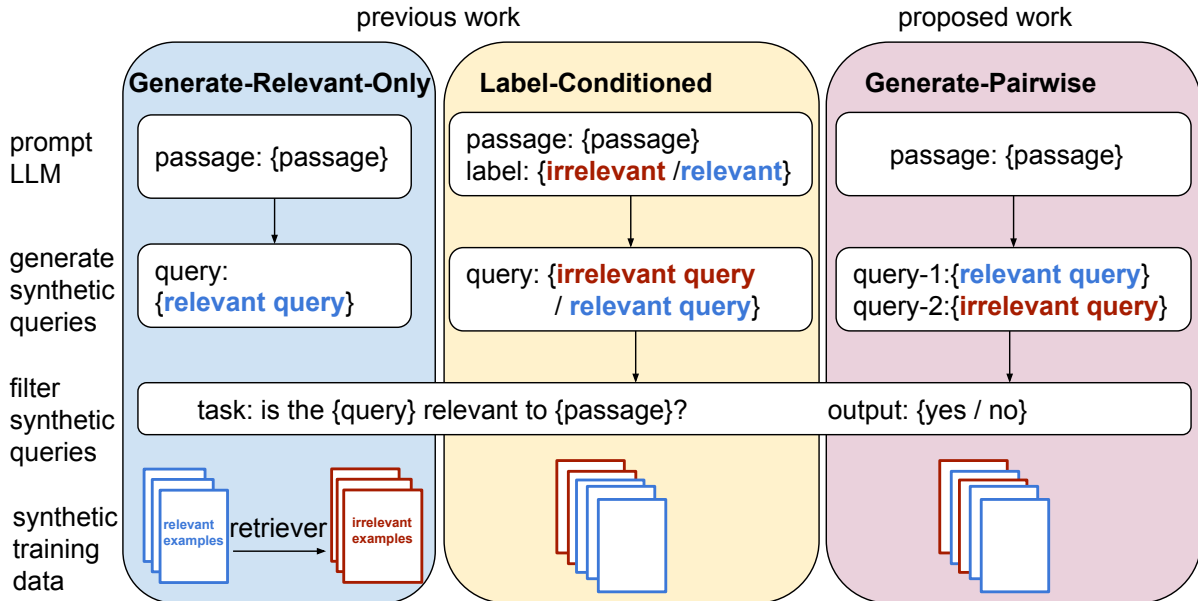 previous work
proposed work
Generate-Relevant-Only
Label-Conditioned
Generate-Pairwise
prompt
LLM
passage: {passage}
passage: {passage}
label: {irrelevant /relevant}
passage: {passage}
generate
synthetic
queries
query:
{relevant query}
query: {irrelevant query
/ relevant query}
query-1:{relevant query}
query-2:{irrelevant query}
filter
synthetic
queries
task: is the {query} relevant to {passage}?
output: {yes / no}
synthetic
training
data
relevant
examples
retriever
irrelevant
examples